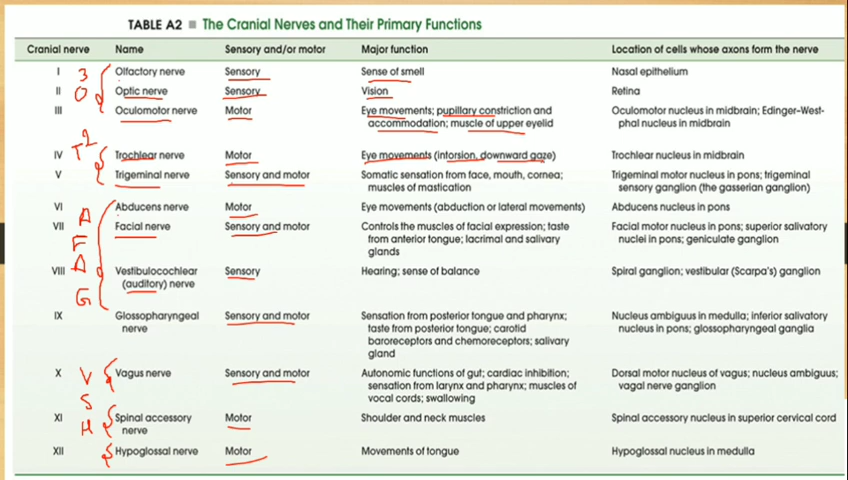 TABLE A2 ■ The Cranial Nerves and Their Primary Functions
Cranial nerve Name Sensory and/or motor Major function Location of cells whose axons form the nerve
I 3 Olfactory nerve Sensory Sense of smell Nasal epithelium
II O Optic nerve Sensory Vision Retina
III Oculomotor nerve Motor Eye movements; pupillary constriction and Oculomotor nucleus in midbrain; Edinger-West-
accommodation; muscle of upper eyelid phal nucleus in midbrain
2
T
IV Trochlear nerve Motor Eye movements (intorsion, downward gaze) Trochlear nucleus in midbrain
V Trigeminal nerve Sensory and motor Somatic sensation from face, mouth, cornea; Trigeminal motor nucleus in pons; trigeminal
muscles of mastication sensory ganglion (the gasserian ganglion)
VI A Abducens nerve Motor Eye movements (abduction or lateral movements) Abducens nucleus in pons
VII F Facial nerve Sensory and motor Controls the muscles of facial expression; taste Facial motor nucleus in pons; superior salivatory
from anterior tongue; lacrimal and salivary nuclei in pons; geniculate ganglion
glands
VIII A Vestibulocochlear Sensory Hearing; sense of balance Spiral ganglion; vestibular (Scarpa's) ganglion
(auditory) nerve
G
IX Glossopharyngeal Sensory and motor Sensation from posterior tongue and pharynx; Nucleus ambiguus in medulla; inferior salivatory
nerve taste from posterior tongue; carotid nucleus in pons; glossopharyngeal ganglia
baroreceptors and chemoreceptors; salivary
gland
X V Vagus nerve Sensory and motor Autonomic functions of gut; cardiac inhibition; Dorsal motor nucleus of vagus; nucleus ambiguus;
sensation from larynx and pharynx; muscles of vagal nerve ganglion
vocal cords; swallowing
S
XI Spinal accessory Motor Shoulder and neck muscles Spinal accessory nucleus in superior cervical cord
H nerve
XII Hypoglossal nerve Motor Movements of tongue Hypoglossal nucleus in medulla